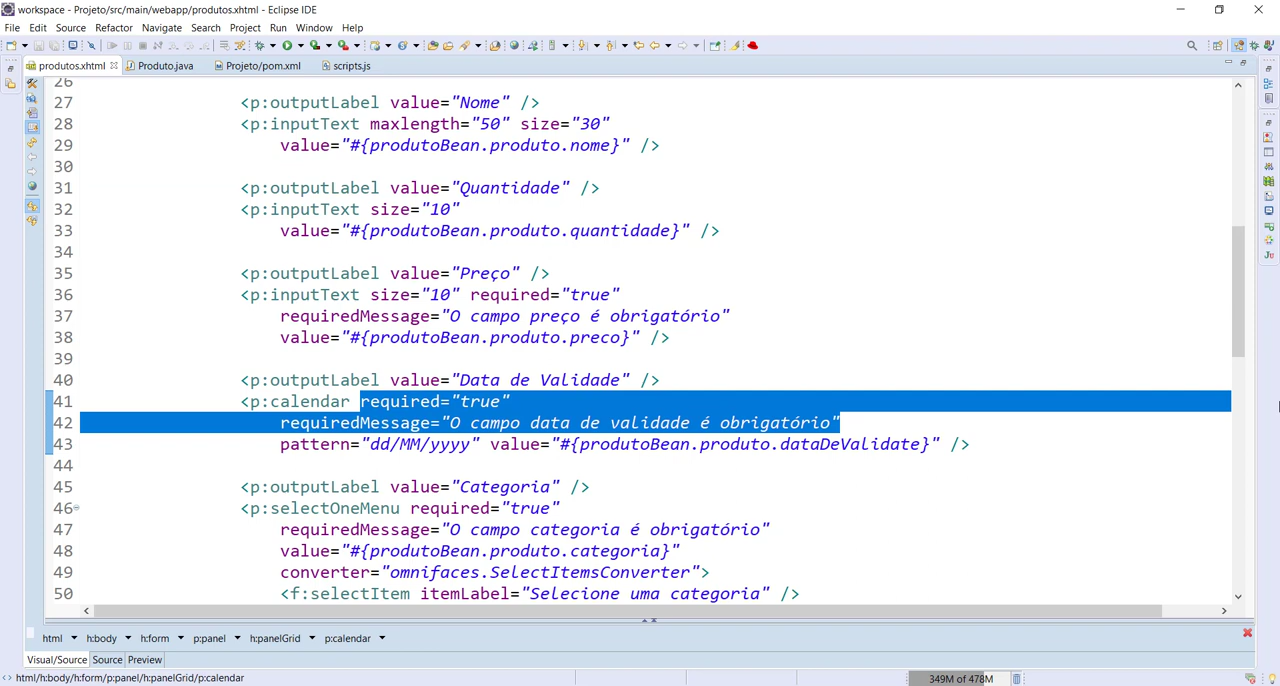 workspace - Projeto/src/main/webapp/produtos.xhtml - Eclipse IDE
File Edit Source Refactor Navigate Search Project Run Window Help
produtos.xhtml Produto.java Projeto/pom.xml scripts.js
26
27 <p:outputLabel value="Nome" />
28 <p:inputText maxlength="50" size="30"
29 value="#{produtoBean.produto.nome}" />
30
31 <p:outputLabel value="Quantidade" />
32 <p:inputText size="10"
33 value="#{produtoBean.produto.quantidade}" />
34
35 <p:outputLabel value="Preço" />
36 <p:inputText size="10" required="true"
37 requiredMessage="O campo preço é obrigatório"
38 value="#{produtoBean.produto.preco}" />
39
40 <p:outputLabel value="Data de Validade" />
41 <p:calendar required="true"
42 requiredMessage="O campo data de validade é obrigatório"
43 pattern="dd/MM/yyyy" value="#{produtoBean.produto.dataDeValidate}" />
44
45 <p:outputLabel value="Categoria" />
46 <p:selectOneMenu required="true"
47 requiredMessage="O campo categoria é obrigatório"
48 value="#{produtoBean.produto.categoria}"
49 converter="omnifaces.SelectItemsConverter">
50 <f:selectItem itemLabel="Selecione uma categoria" />
html h:body h:form p:panel h:panelGrid p:calendar
Visual/Source Source Preview
html/h:body/h:form/p:panel/h:panelGrid/p:calendar 349M of 478M